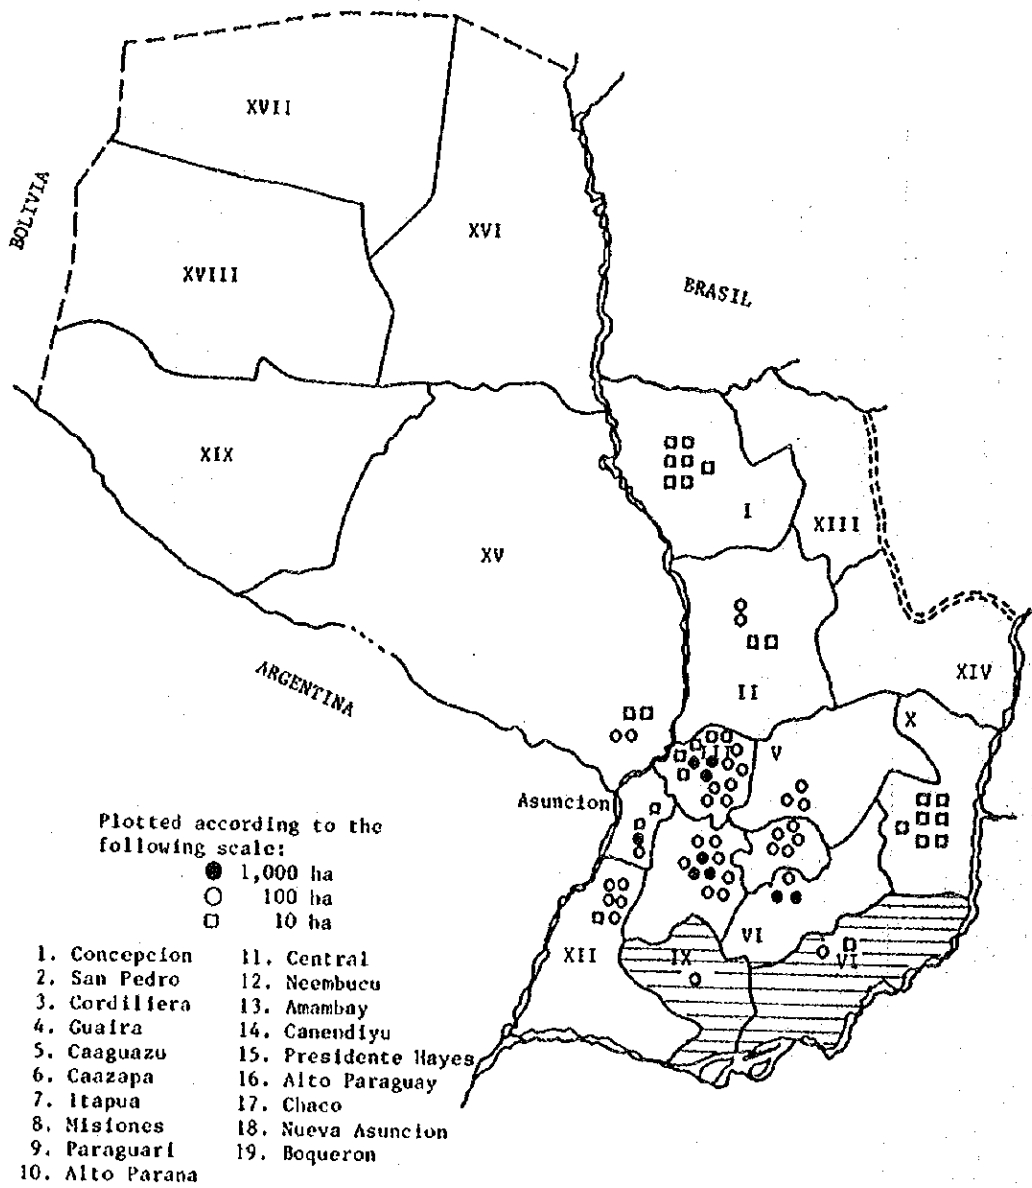 XVII
BOLIVIA
XVI
XVIII
BRASIL
XIX
I
XIII
XV
ARGENTINA
II
XIV
X
III
V
Asuncion
Plotted according to the
following scale:
1,000 ha
100 ha
10 ha
VI
XII
IX
VI
1. Concepcion
2. San Pedro
3. Cordillera
4. Guaira
5. Caaguazu
6. Caazapa
7. Itapua
8. Misiones
9. Paraguari
10. Alto Parana
11. Central
12. Neembucu
13. Amambay
14. Canendiyu
15. Presidente Hayes
16. Alto Paraguay
17. Chaco
18. Nueva Asuncion
19. Boqueron